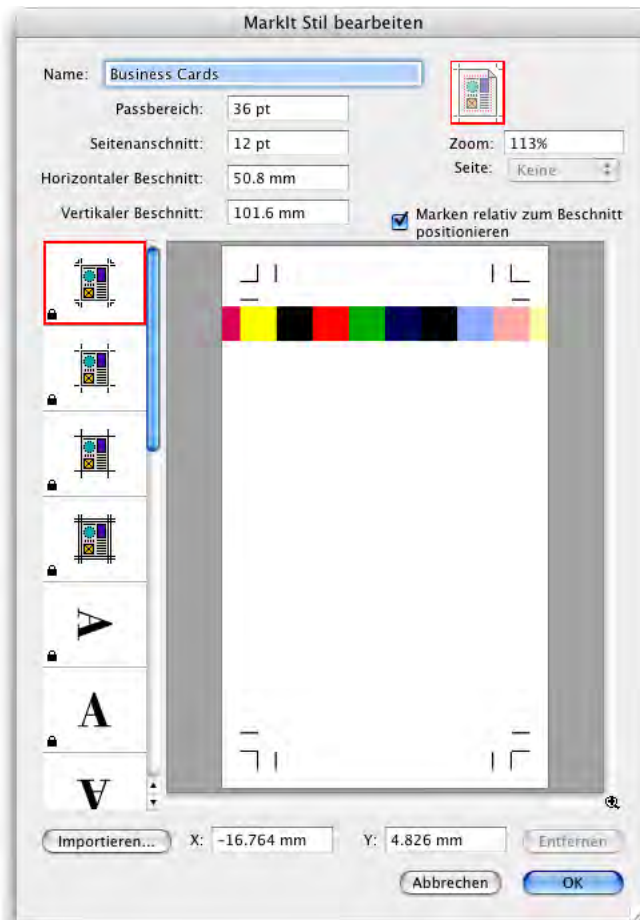 MarkIt Stil bearbeiten
Name: Business Cards
Passbereich: 36 pt
Seitenanschnitt: 12 pt
Zoom: 113%
Horizontaler Beschnitt: 50.8 mm
Seite: Keine
Vertikaler Beschnitt: 101.6 mm
Marken relativ zum Beschnitt
positionieren
A
A
A
Importieren... X: -16.764 mm Y: 4.826 mm Entfernen
Abbrechen OK